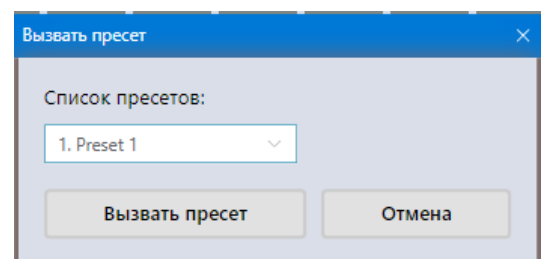 Вызвать пресет
Список пресетов:
1. Preset 1
Вызвать пресет Отмена